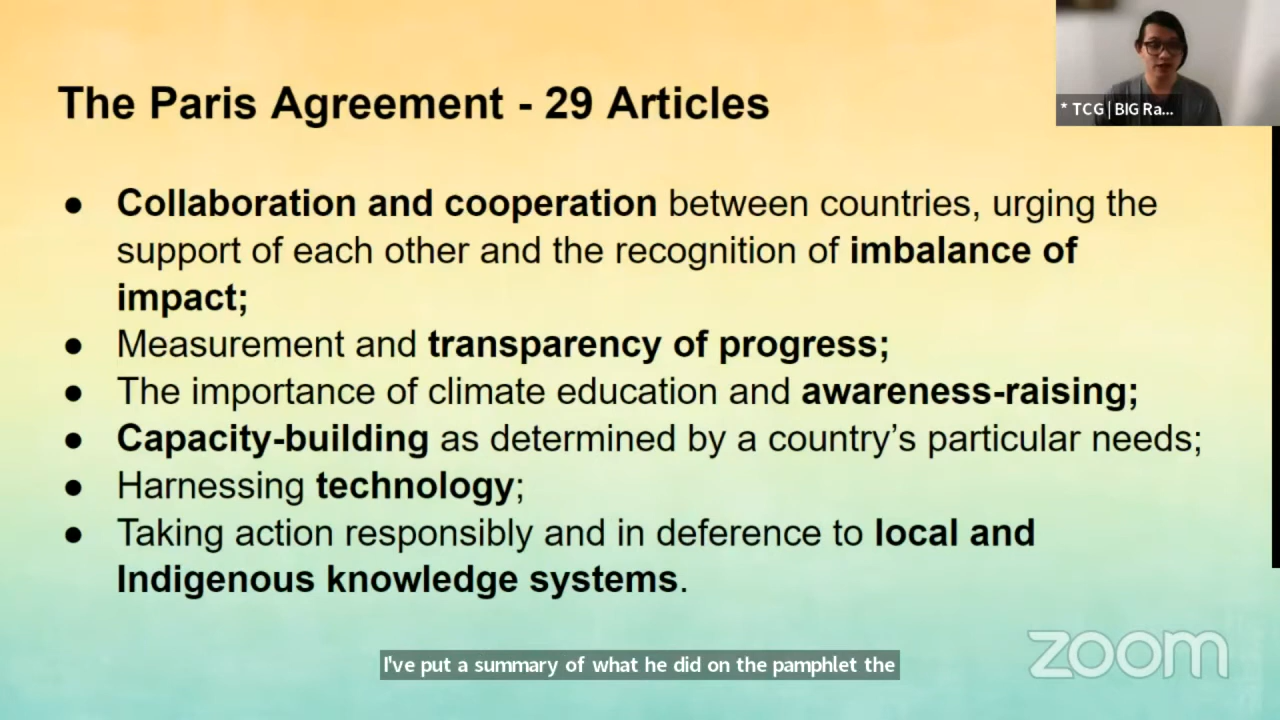 The Paris Agreement - 29 Articles
* TCG | BIG Ra...
● Collaboration and cooperation between countries, urging the
support of each other and the recognition of imbalance of
impact;
● Measurement and transparency of progress;
● The importance of climate education and awareness-raising;
● Capacity-building as determined by a country’s particular needs;
● Harnessing technology;
● Taking action responsibly and in deference to local and
Indigenous knowledge systems.
I've put a summary of what he did on the pamphlet the
zoom